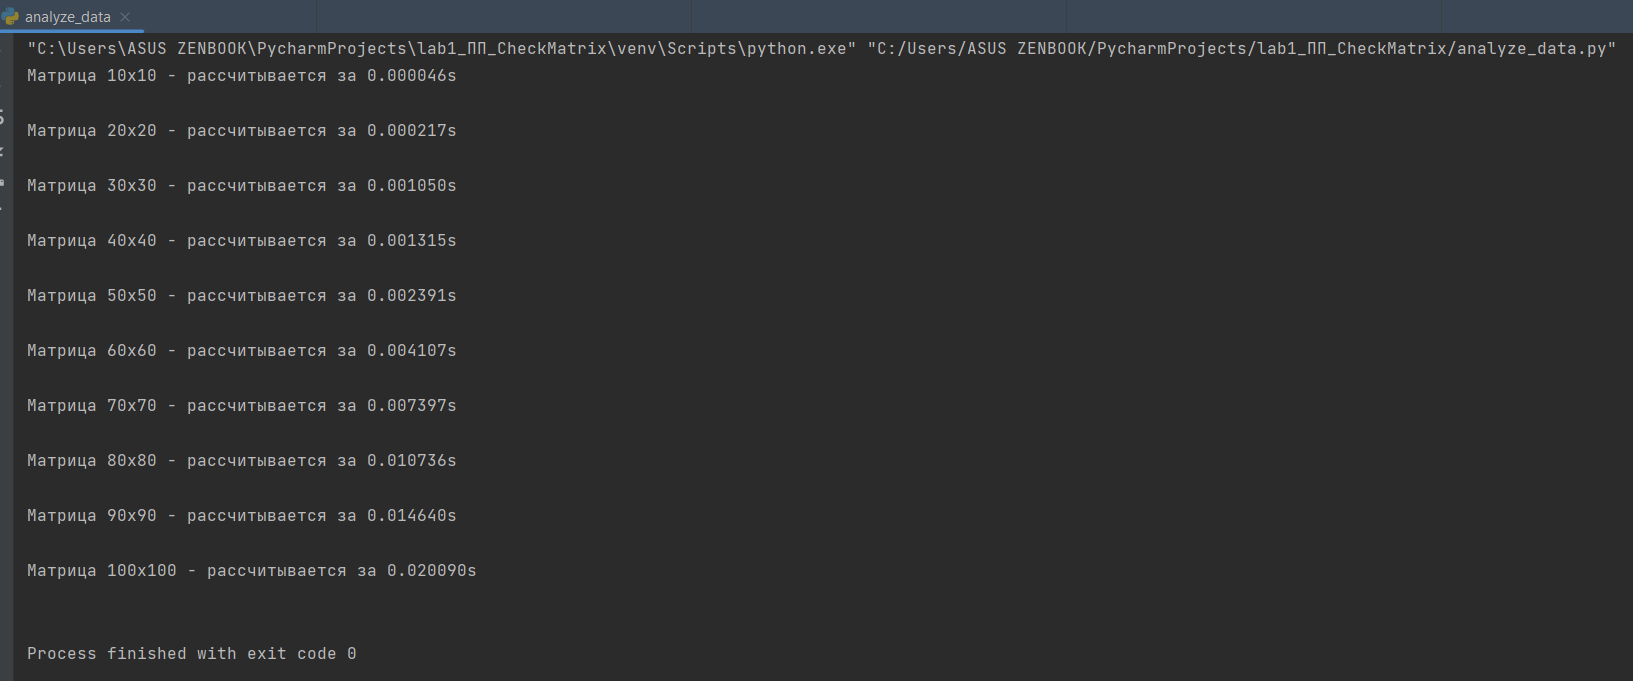 analyze_data
"C:\Users\ASUS ZENBOOK\PycharmProjects\lab1_ПП_CheckMatrix\venv\Scripts\python.exe" "C:/Users/ASUS ZENBOOK/PycharmProjects/lab1_ПП_CheckMatrix/analyze_data.py"
Матрица 10x10 - рассчитывается за 0.000046s
Матрица 20x20 - рассчитывается за 0.000217s
Матрица 30x30 - рассчитывается за 0.001050s
Матрица 40x40 - рассчитывается за 0.001315s
Матрица 50x50 - рассчитывается за 0.002391s
Матрица 60x60 - рассчитывается за 0.004107s
Матрица 70x70 - рассчитывается за 0.007397s
Матрица 80x80 - рассчитывается за 0.010736s
Матрица 90x90 - рассчитывается за 0.014640s
Матрица 100x100 - рассчитывается за 0.020090s
Process finished with exit code 0